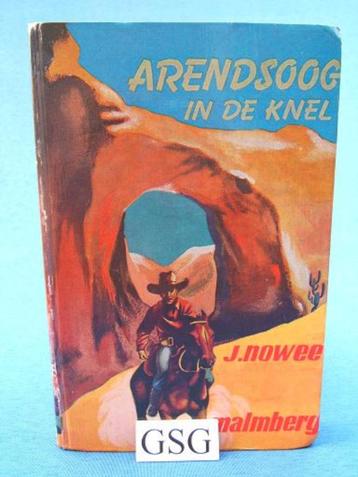 ARENDSOOG
IN DE KNEL
J.nowee
malmberg
GSG